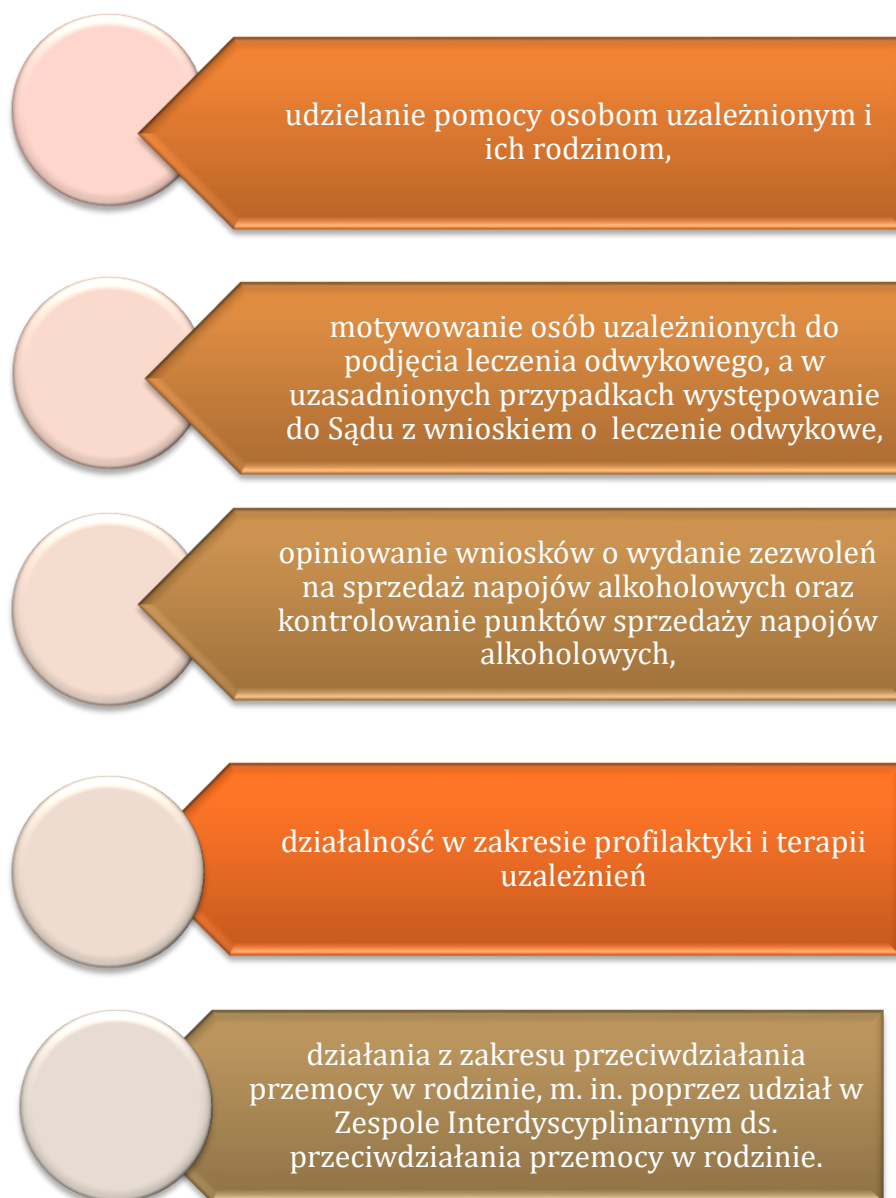 udzielanie pomocy osobom uzależnionym i
ich rodzinom,
motywowanie osób uzależnionych do
podjęcia leczenia odwykowego, a w
uzasadnionych przypadkach występowanie
do Sądu z wnioskiem o  leczenie odwykowe,
opiniowanie wniosków o wydanie zezwoleń
na sprzedaż napojów alkoholowych oraz
kontrolowanie punktów sprzedaży napojów
alkoholowych,
działalność w zakresie profilaktyki i terapii
uzależnień
działania z zakresu przeciwdziałania
przemocy w rodzinie, m. in. poprzez udział w
Zespole Interdyscyplinarnym ds.
przeciwdziałania przemocy w rodzinie.